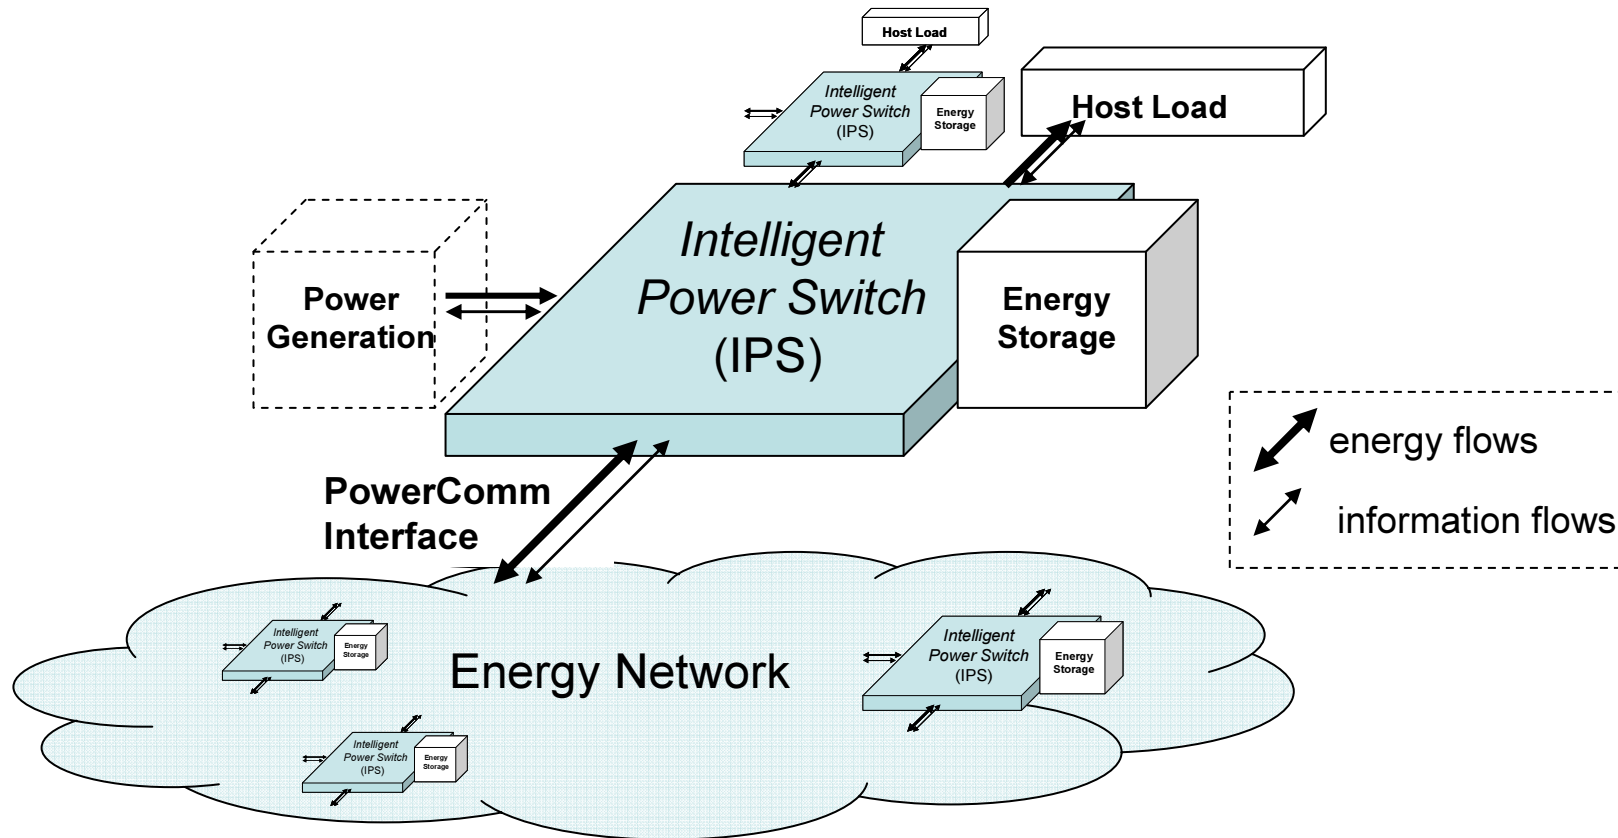 Host Load
Intelligent
Power Switch
(IPS)
Energy
Storage
Host Load
Intelligent
Power Switch
(IPS)
Energy
Storage
Power
Generation
PowerComm
Interface
energy flows
information flows
Energy Network
Intelligent
Power Switch
(IPS)
Energy
Storage
Intelligent
Power Switch
(IPS)
Energy
Storage
Intelligent
Power Switch
(IPS)
Energy
Storage